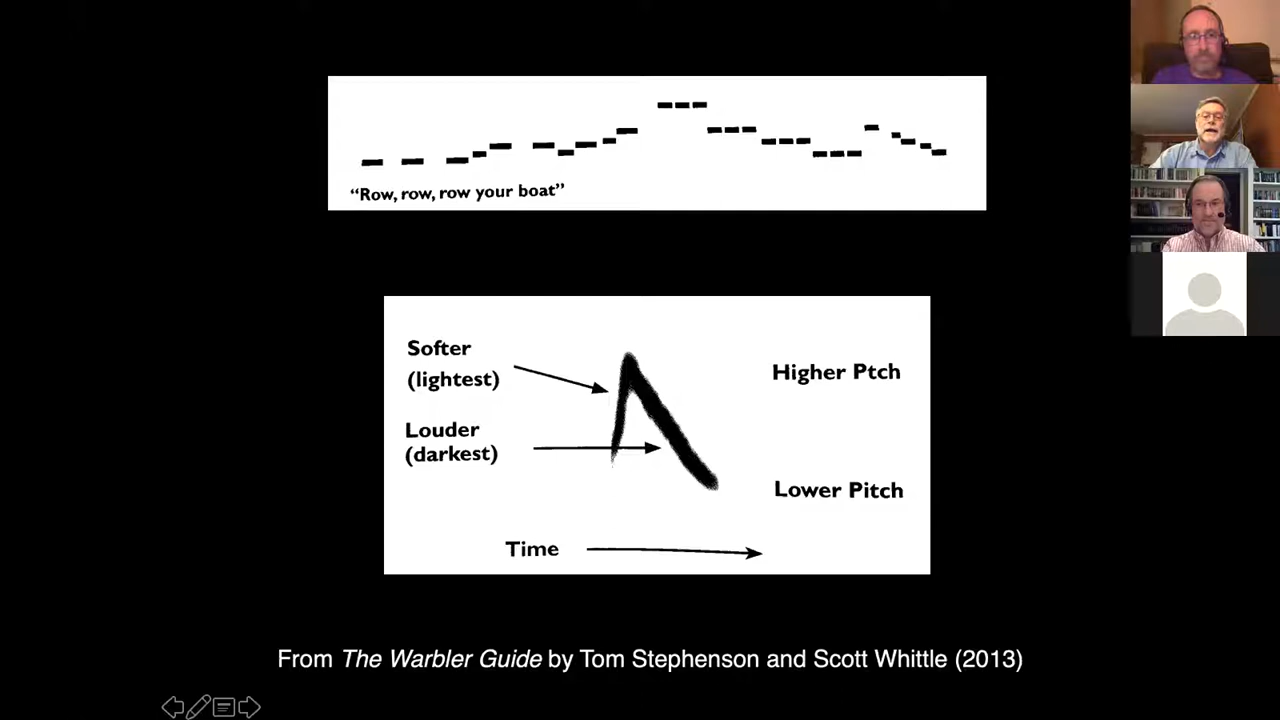 “Row, row, row your boat”
Softer
(lightest)
Higher Ptch
Louder
(darkest)
Lower Pitch
Time
From The Warbler Guide by Tom Stephenson and Scott Whittle (2013)